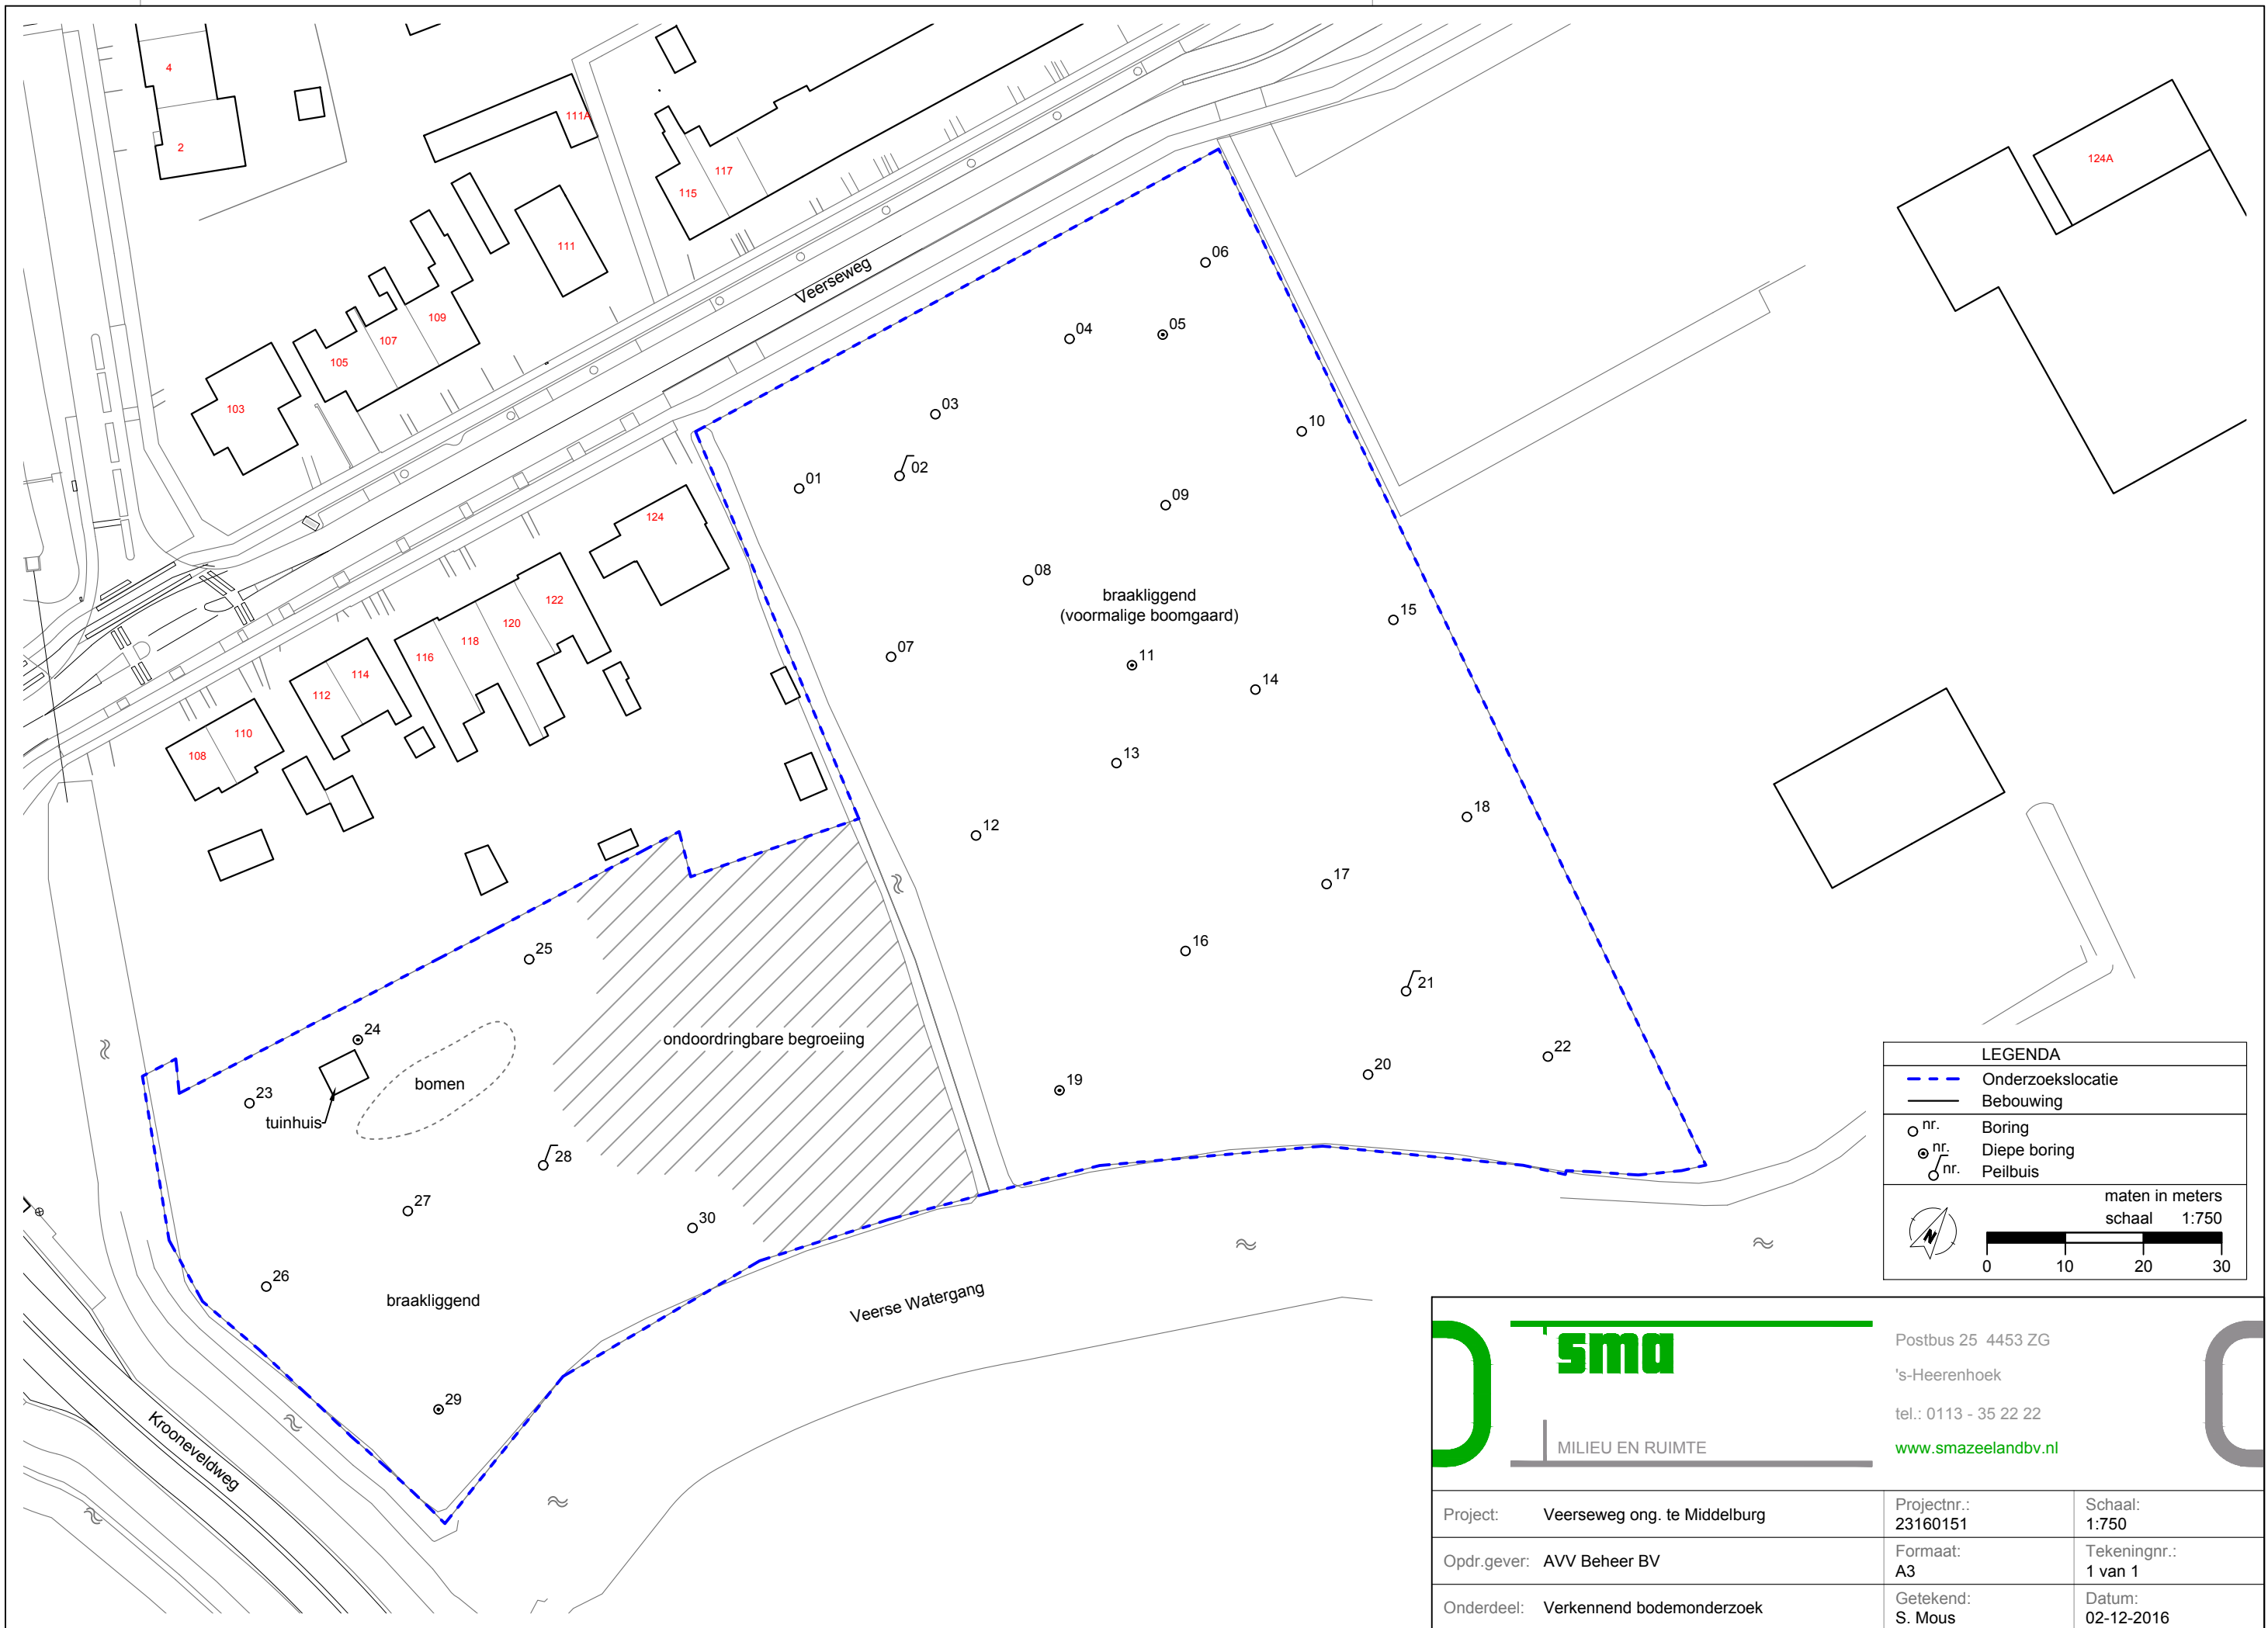 4
2
111A
117
115
111
109
107
105
103
124A
Veerseweg
06
05
04
03
02
01
10
09
08
07
braakliggend
(voormalige boomgaard)
15
11
14
13
12
18
17
16
21
22
20
19
124
122
120
118
116
114
112
110
108
25
24
23
tuinhuis
bomen
ondoordringbare begroeiing
28
27
30
26
braakliggend
29
Veerse Watergang
Krooneveldweg
LEGENDA
Onderzoekslocatie
Bebouwing
nr. Boring
nr. Diepe boring
nr. Peilbuis
maten in meters
schaal 1:750
N
0 10 20 30
sma
MILIEU EN RUIMTE
Postbus 25 4453 ZG
's-Heerenhoek
tel.: 0113 - 35 22 22
www.smazeelandbv.nl
Project: Veerseweg ong. te Middelburg
Projectnr.:
23160151
Schaal:
1:750
Opdr.gever: AVV Beheer BV
Formaat:
A3
Tekeningnr.:
1 van 1
Onderdeel: Verkennend bodemonderzoek
Getekend:
S. Mous
Datum:
02-12-2016